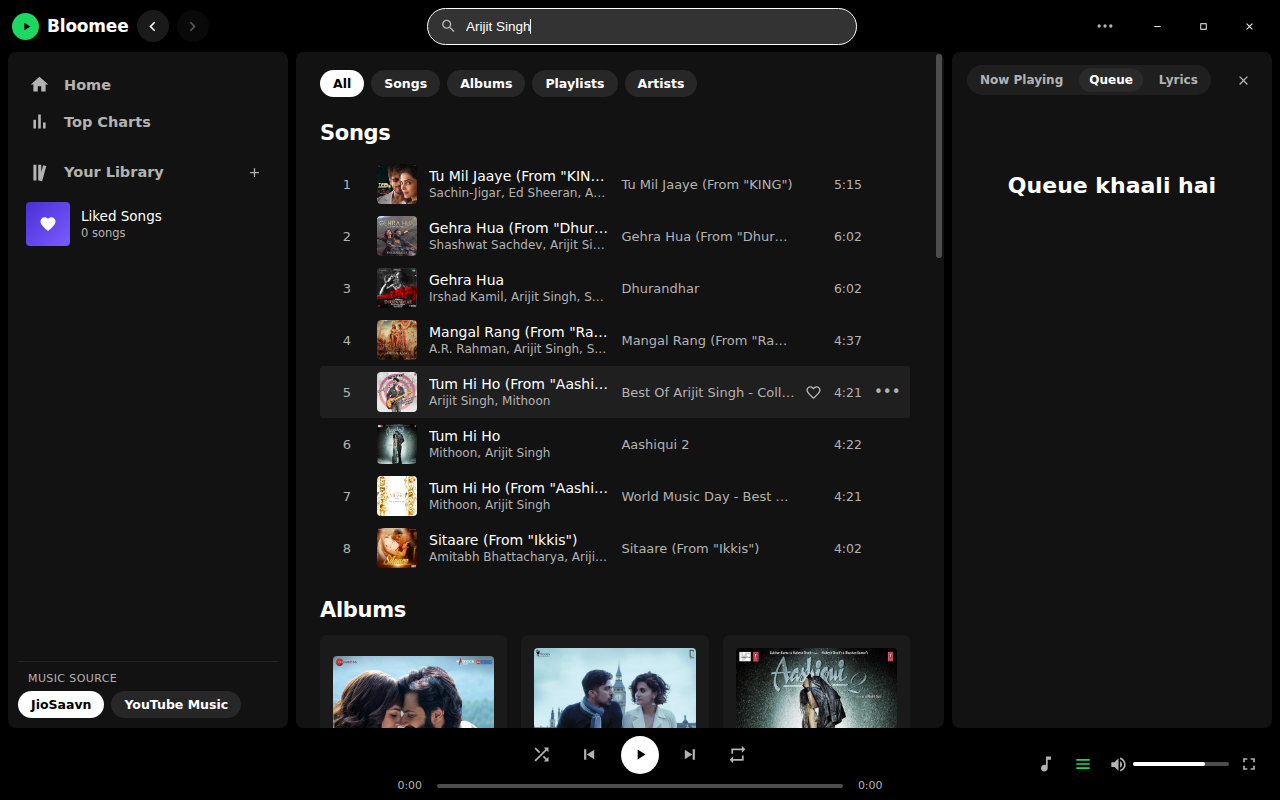 Bloomee
Arijit Singh
Home
Top Charts
Your Library
Liked Songs
0 songs
MUSIC SOURCE
JioSaavn
YouTube Music
All
Songs
Albums
Playlists
Artists
Songs
1
Tu Mil Jaaye (From "KIN...
Sachin-Jigar, Ed Sheeran, A...
Tu Mil Jaaye (From "KING")
5:15
2
Gehra Hua (From "Dhur...
Shashwat Sachdev, Arijit Si...
Gehra Hua (From "Dhur...
6:02
3
Gehra Hua
Irshad Kamil, Arijit Singh, S...
Dhurandhar
6:02
4
Mangal Rang (From "Ra...
A.R. Rahman, Arijit Singh, S...
Mangal Rang (From "Ra...
4:37
5
Tum Hi Ho (From "Aashi...
Arijit Singh, Mithoon
Best Of Arijit Singh - Coll...
4:21
6
Tum Hi Ho
Mithoon, Arijit Singh
Aashiqui 2
4:22
7
Tum Hi Ho (From "Aashi...
Mithoon, Arijit Singh
World Music Day - Best ...
4:21
8
Sitaare (From "Ikkis")
Amitabh Bhattacharya, Ariji...
Sitaare (From "Ikkis")
4:02
Albums
Aashiqui 2
Now Playing
Queue
Lyrics
Queue khaali hai
0:00
0:00